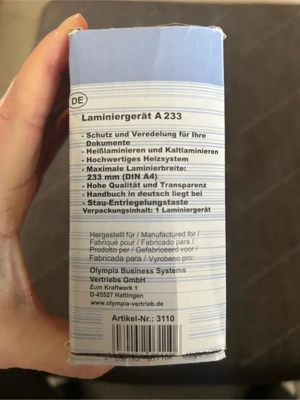 DE
Laminiergerät A 233
- Schutz und Veredelung für Ihre
Dokumente
- Heißlaminieren und Kaltlaminieren
- Hochwertiges Heizsystem
- Maximale Laminierbreite:
233 mm (DIN A4)
- Hohe Qualität und Transparenz
- Handbuch in deutsch liegt bei
- Stau-Entriegelungstaste
Verpackungsinhalt: 1 Laminiergerät
Hergestellt für / Manufactured for /
Fabriqué pour / Fabricado para /
Prodotto per / Gefabriceerd voor /
Fabricada para / Vyrobeno pro:
Olympia Business Systems
Vertriebs GmbH
Zum Kraftwerk 1
D-45527 Hattingen
www.olympia-vertrieb.de
Artikel-Nr.: 3110